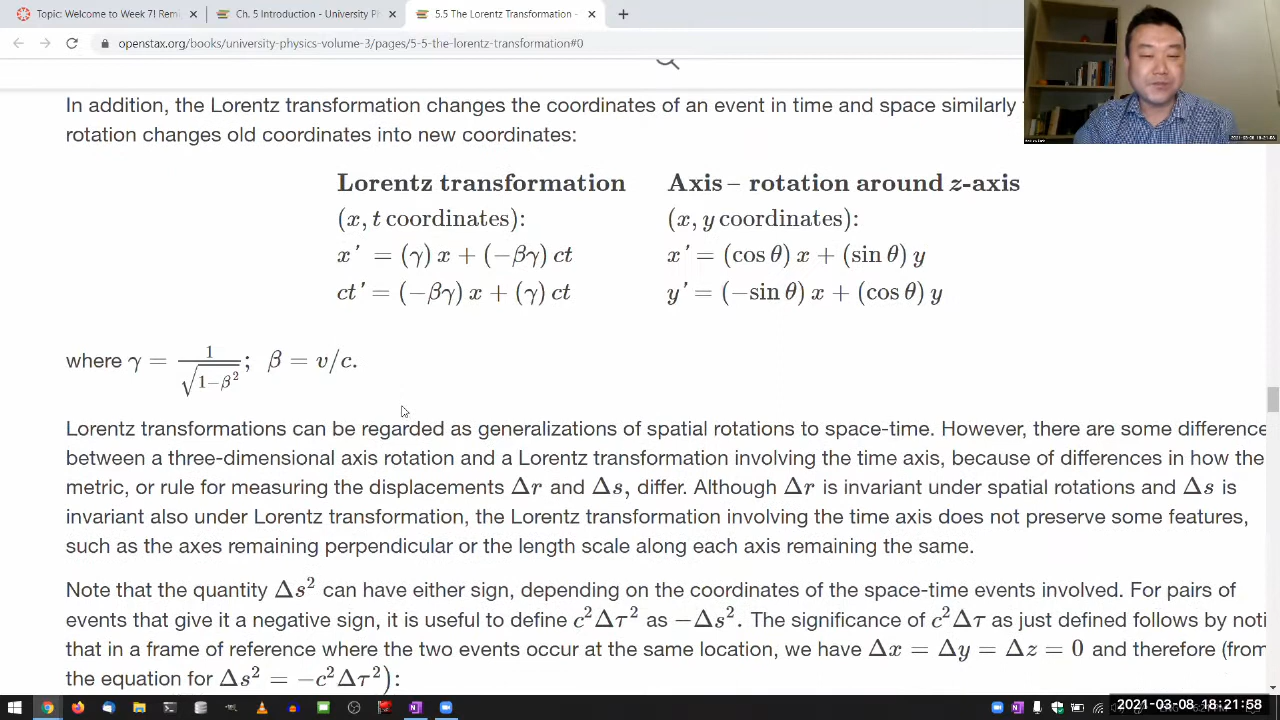 Topic: Welcome to Week 7! Rem
Ch. 5 Introduction - University P
5.5 The Lorentz Transformation -
openstax.org/books/university-physics-volume-3/pages/5-5-the-lorentz-transformation#0
In addition, the Lorentz transformation changes the coordinates of an event in time and space similarly
rotation changes old coordinates into new coordinates:
Lorentz transformation Axis – rotation around z-axis
(x, t coordinates): (x, y coordinates):
x′ = (γ) x + (−βγ) ct x′ = (cos θ) x + (sin θ) y
ct′ = (−βγ) x + (γ) ct y′ = (−sin θ) x + (cos θ) y
where γ = 1/√(1−β²); β = v/c.
Lorentz transformations can be regarded as generalizations of spatial rotations to space-time. However, there are some difference
between a three-dimensional axis rotation and a Lorentz transformation involving the time axis, because of differences in how the
metric, or rule for measuring the displacements Δr and Δs, differ. Although Δr is invariant under spatial rotations and Δs is
invariant also under Lorentz transformation, the Lorentz transformation involving the time axis does not preserve some features,
such as the axes remaining perpendicular or the length scale along each axis remaining the same.
Note that the quantity Δs² can have either sign, depending on the coordinates of the space-time events involved. For pairs of
events that give it a negative sign, it is useful to define c²Δτ² as −Δs². The significance of c²Δτ as just defined follows by noti
that in a frame of reference where the two events occur at the same location, we have Δx = Δy = Δz = 0 and therefore (from
the equation for Δs² = −c²Δτ²):
2021-03-08 18:21:58